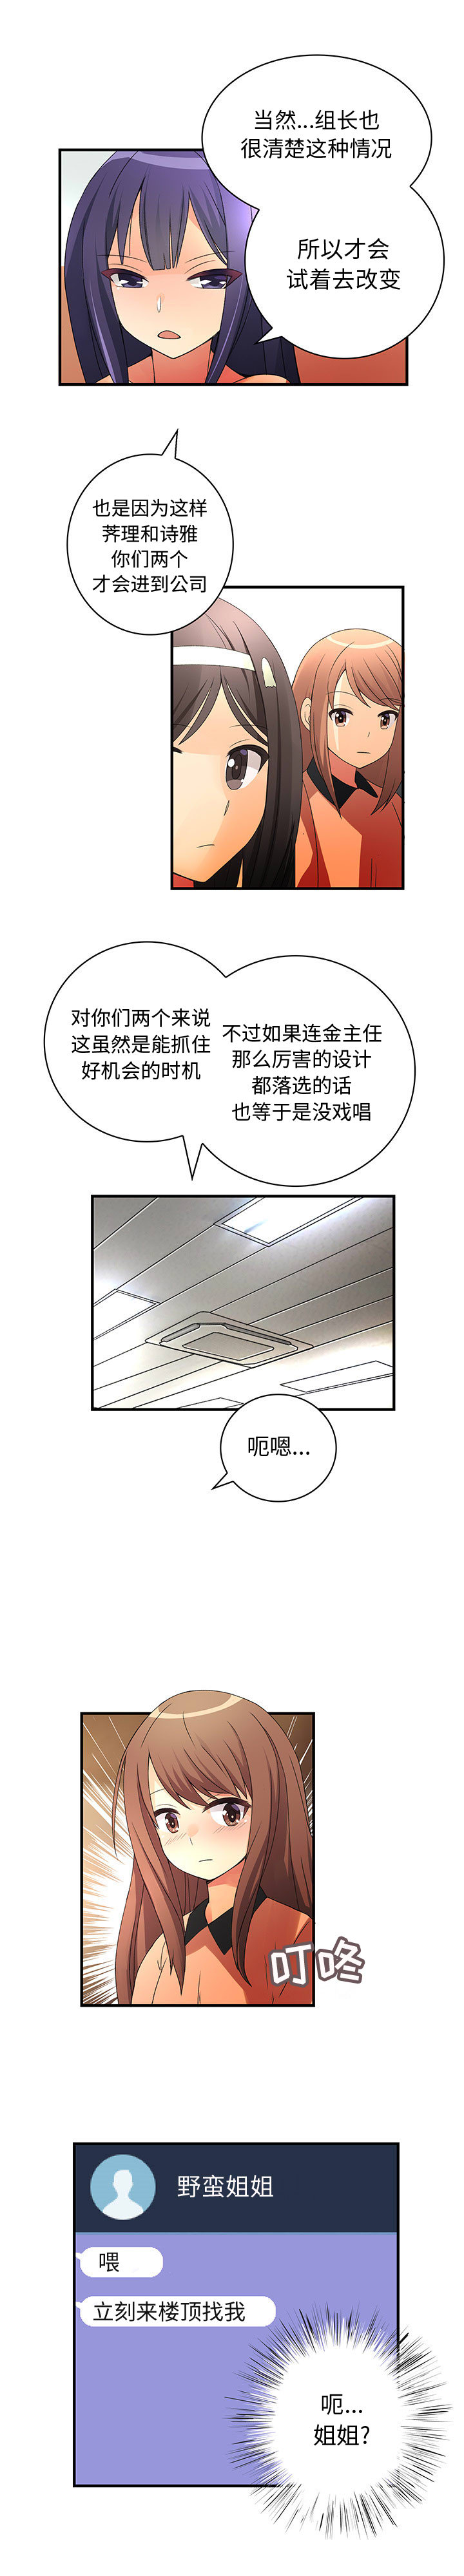 当然...组长也
很清楚这种情况
所以才会
试着去改变
也是因为这样
荠理和诗雅
你们两个
才会进到公司
对你们两个来说
这虽然是能抓住
好机会的时机
不过如果连金主任
那么厉害的设计
都落选的话
也等于是没戏唱
呃嗯...
叮咚
野蛮姐姐
喂
立刻来楼顶找我
呃...
姐姐?